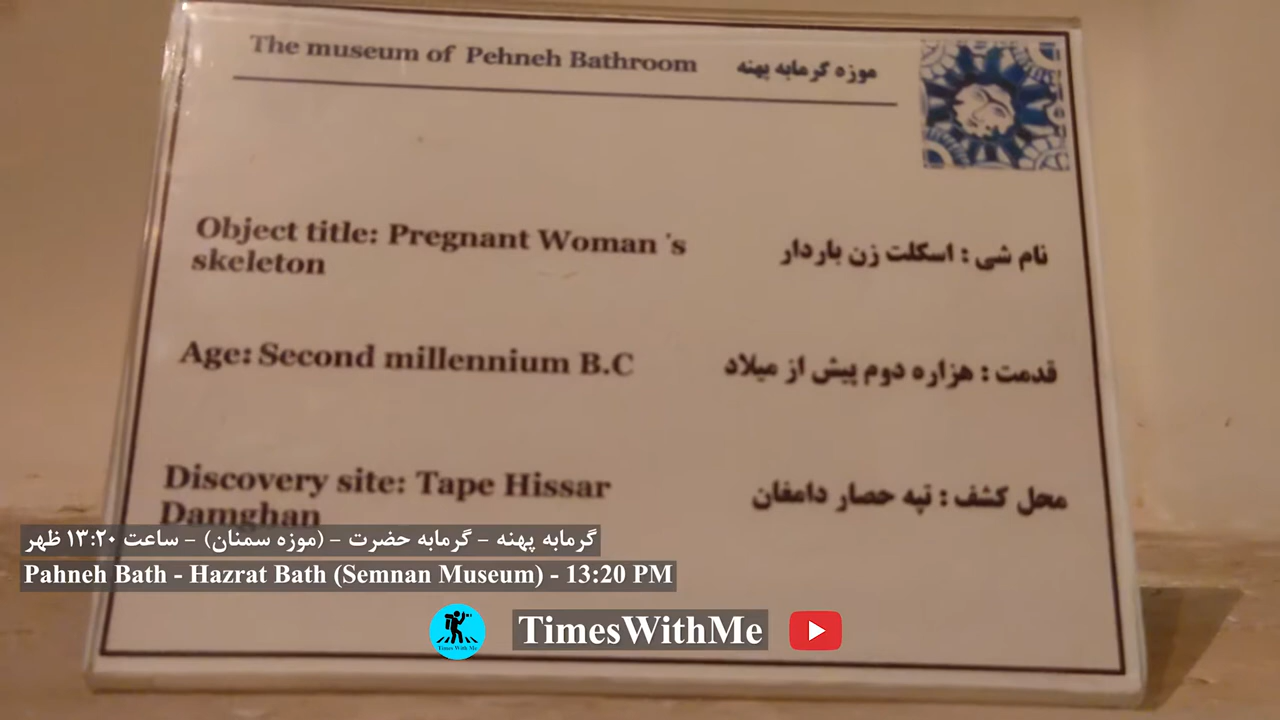 The museum of Pehneh Bathroom موزه گرمابه پهنه
Object title: Pregnant Woman 's
skeleton
نام شی : اسکلت زن باردار
Age: Second millennium B.C
قدمت : هزاره دوم پیش از میلاد
Discovery site: Tape Hissar
Damghan
محل کشف : تپه حصار دامغان
گرمابه پهنه - گرمابه حضرت - (موزه سمنان) - ساعت ۱۳:۲۰ ظهر
Pahneh Bath - Hazrat Bath (Semnan Museum) - 13:20 PM
Times With Me
TimesWithMe